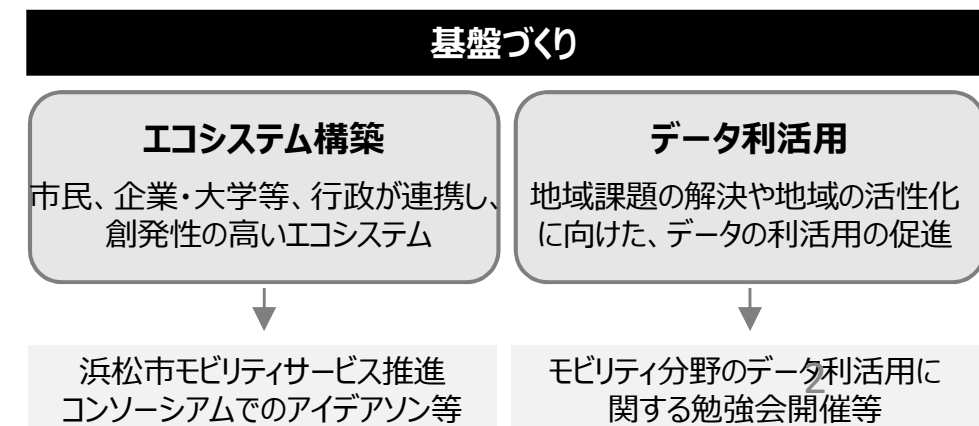 基盤づくり
エコシステム構築
市民、企業・大学等、行政が連携し、
創発性の高いエコシステム
データ利活用
地域課題の解決や地域の活性化
に向けた、データの利活用の促進
浜松市モビリティサービス推進
コンソーシアムでのアイデアソン等
モビリティ分野のデータ利活用に
関する勉強会開催等
2